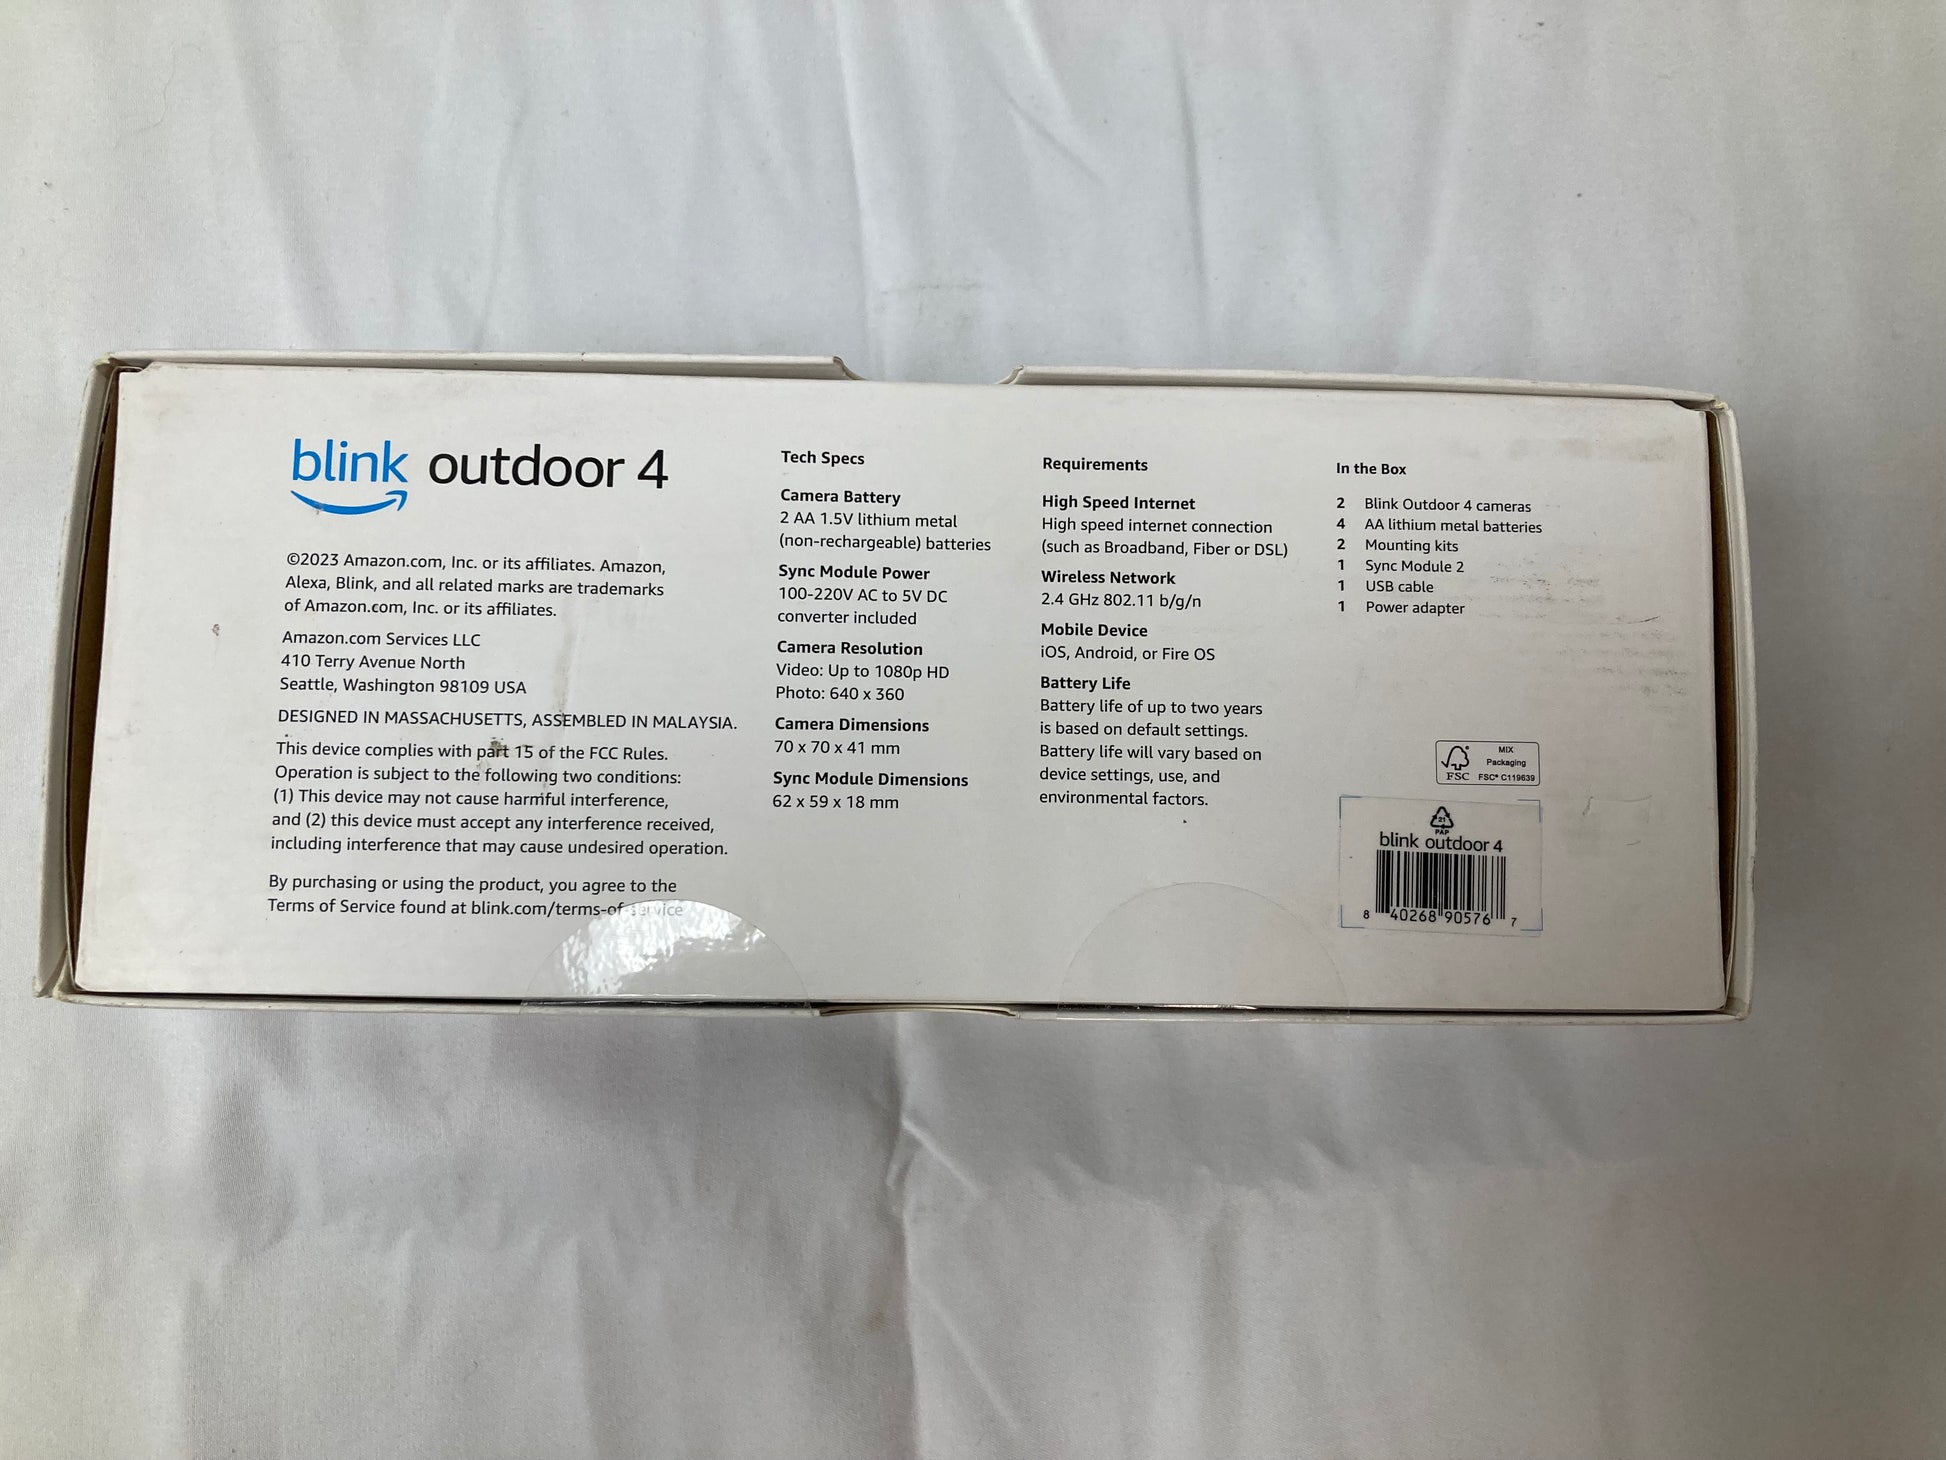 blink outdoor 4
©2023 Amazon.com, Inc. or its affiliates. Amazon,
Alexa, Blink, and all related marks are trademarks
of Amazon.com, Inc. or its affiliates.
Amazon.com Services LLC
410 Terry Avenue North
Seattle, Washington 98109 USA
DESIGNED IN MASSACHUSETTS, ASSEMBLED IN MALAYSIA.
This device complies with part 15 of the FCC Rules.
Operation is subject to the following two conditions:
(1) This device may not cause harmful interference,
and (2) this device must accept any interference received,
including interference that may cause undesired operation.
By purchasing or using the product, you agree to the
Terms of Service found at blink.com/terms-of-service
Tech Specs
Camera Battery
2 AA 1.5V lithium metal
(non-rechargeable) batteries
Sync Module Power
100-220V AC to 5V DC
converter included
Camera Resolution
Video: Up to 1080p HD
Photo: 640 x 360
Camera Dimensions
70 x 70 x 41 mm
Sync Module Dimensions
62 x 59 x 18 mm
Requirements
High Speed Internet
High speed internet connection
(such as Broadband, Fiber or DSL)
Wireless Network
2.4 GHz 802.11 b/g/n
Mobile Device
iOS, Android, or Fire OS
Battery Life
Battery life of up to two years
is based on default settings.
Battery life will vary based on
device settings, use, and
environmental factors.
In the Box
2 Blink Outdoor 4 cameras
4 AA lithium metal batteries
2 Mounting kits
1 Sync Module 2
1 USB cable
1 Power adapter
FSC
MIX
Packaging
FSC® C119639
21
PAP
blink outdoor 4
8 40268 90576 7